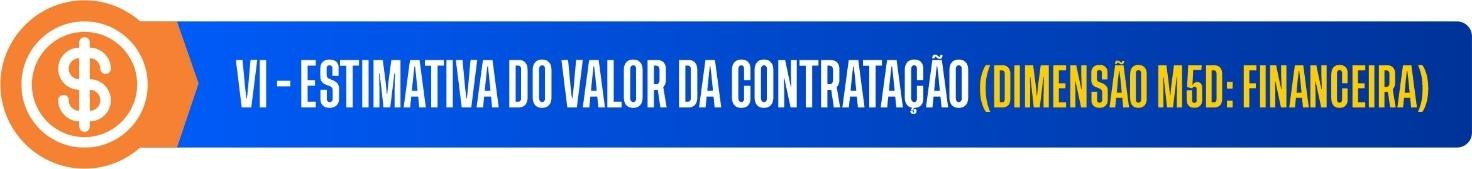 VI - ESTIMATIVA DO VALOR DA CONTRATAÇÃO (DIMENSÃO M5D: FINANCEIRA)